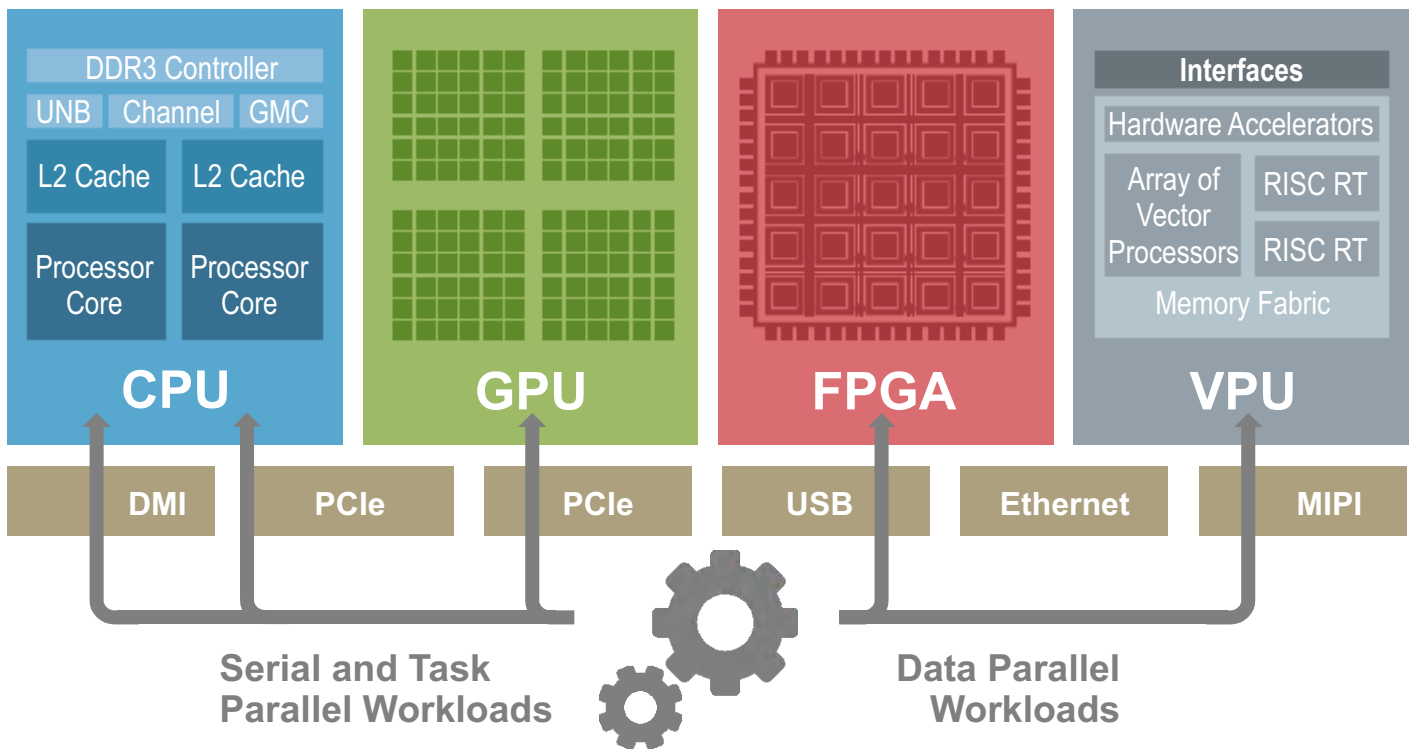 DDR3 Controller
UNB
Channel
GMC
L2 Cache
L2 Cache
Processor
Core
Processor
Core
CPU
GPU
FPGA
Interfaces
Hardware Accelerators
Array of
Vector
Processors
RISC RT
RISC RT
Memory Fabric
VPU
DMI
PCIe
PCIe
USB
Ethernet
MIPI
Serial and Task
Parallel Workloads
Data Parallel
Workloads